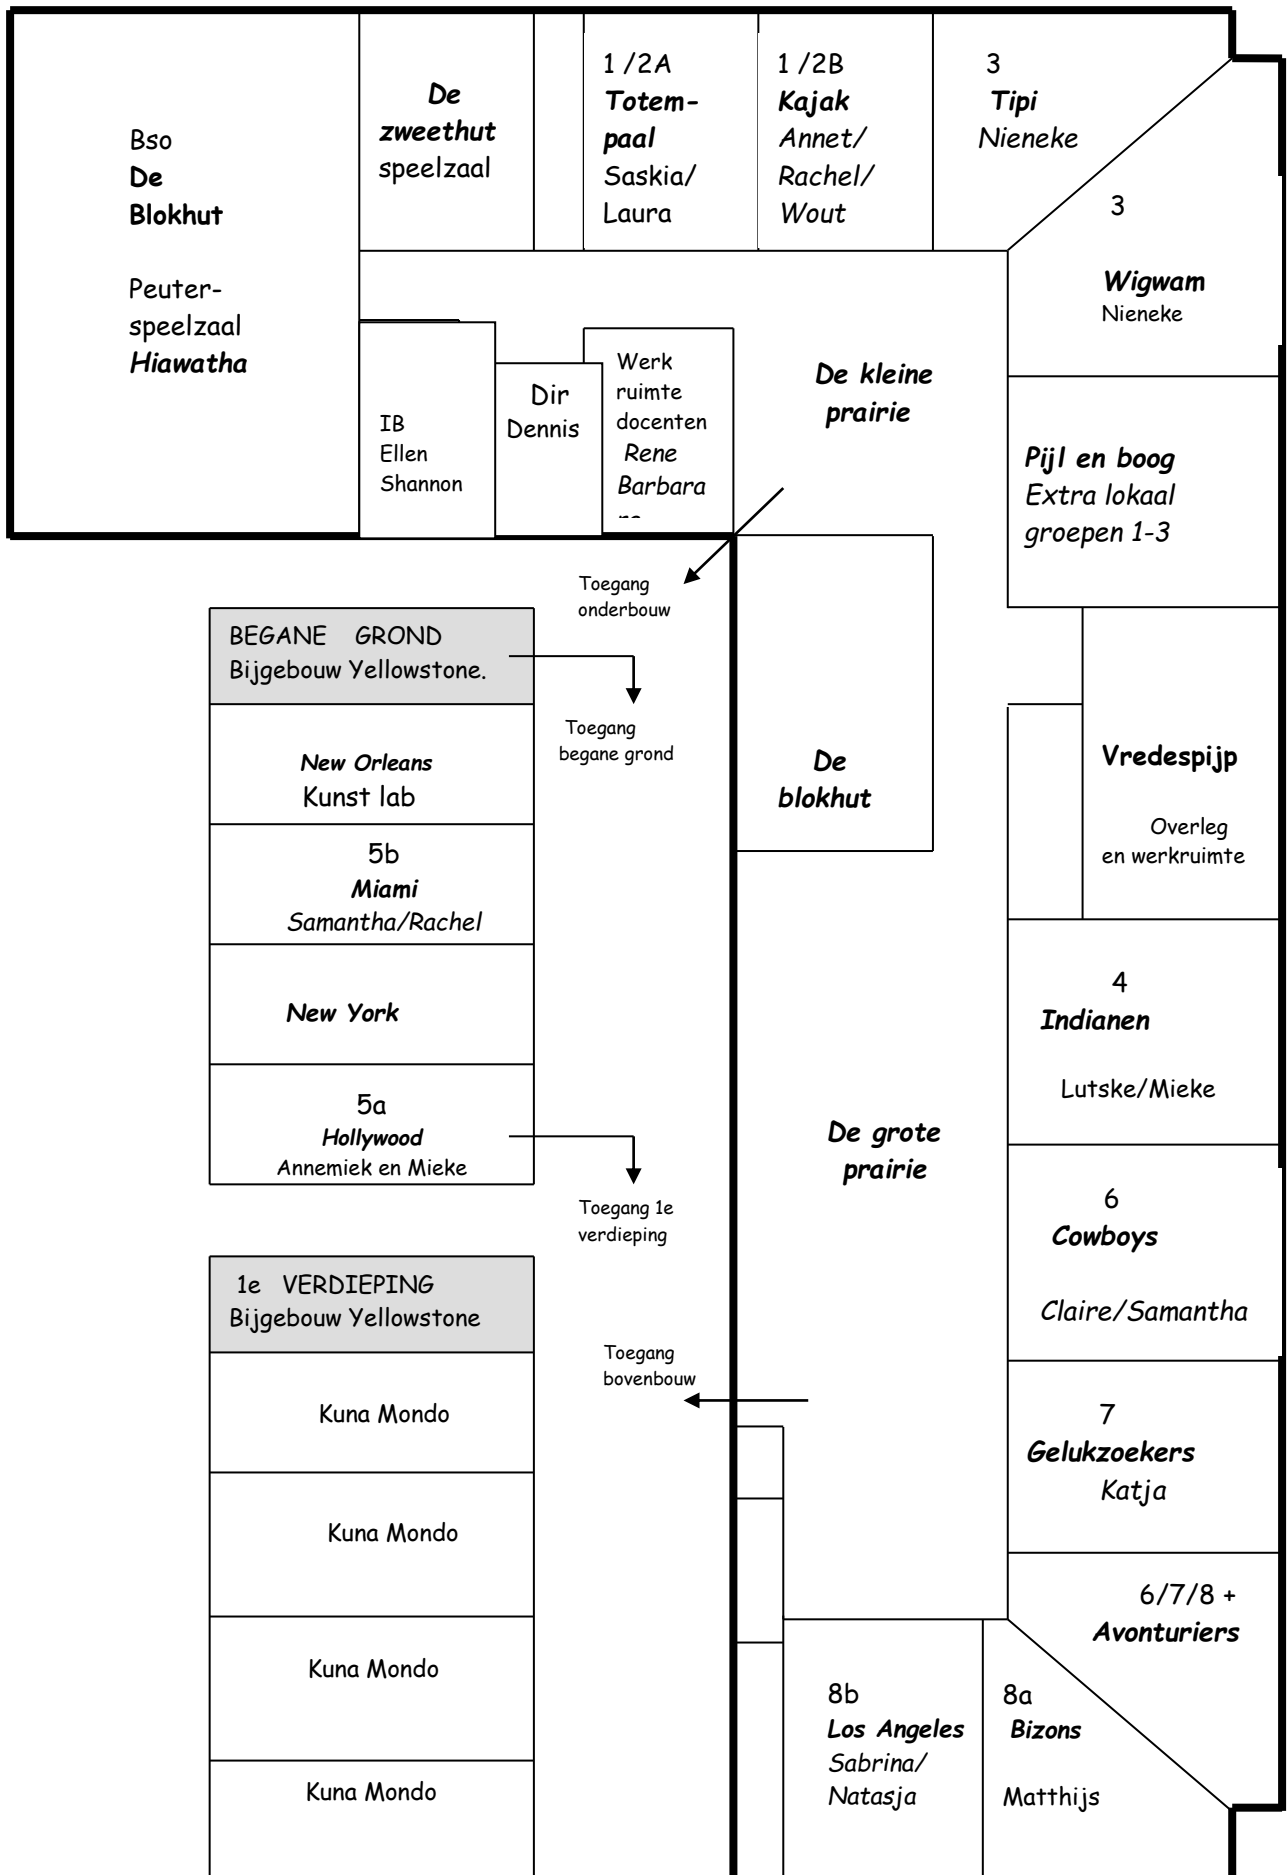 Bso
De
Blokhut
Peuter-
speelzaal
Hiawatha
De
zweethut
speelzaal
1 /2A
Totem-
paal
Saskia/
Laura
1 /2B
Kajak
Annet/
Rachel/
Wout
3
Tipi
Nieneke
3
Wigwam
Nieneke
IB
Ellen
Shannon
Dir
Dennis
Werk
ruimte
docenten
Rene
Barbara
De kleine
prairie
Pijl en boog
Extra lokaal
groepen 1-3
Toegang
onderbouw
BEGANE GROND
Bijgebouw Yellowstone.
Toegang
begane grond
New Orleans
Kunst lab
5b
Miami
Samantha/Rachel
New York
5a
Hollywood
Annemiek en Mieke
Toegang 1e
verdieping
De
blokhut
Vredespijp
Overleg
en werkruimte
4
Indianen
Lutske/Mieke
De grote
prairie
6
Cowboys
Claire/Samantha
1e VERDIEPING
Bijgebouw Yellowstone
Kuna Mondo
Kuna Mondo
Kuna Mondo
Kuna Mondo
Toegang
bovenbouw
7
Gelukzoekers
Katja
6/7/8 +
Avonturiers
8b
Los Angeles
Sabrina/
Natasja
8a
Bizons
Matthijs